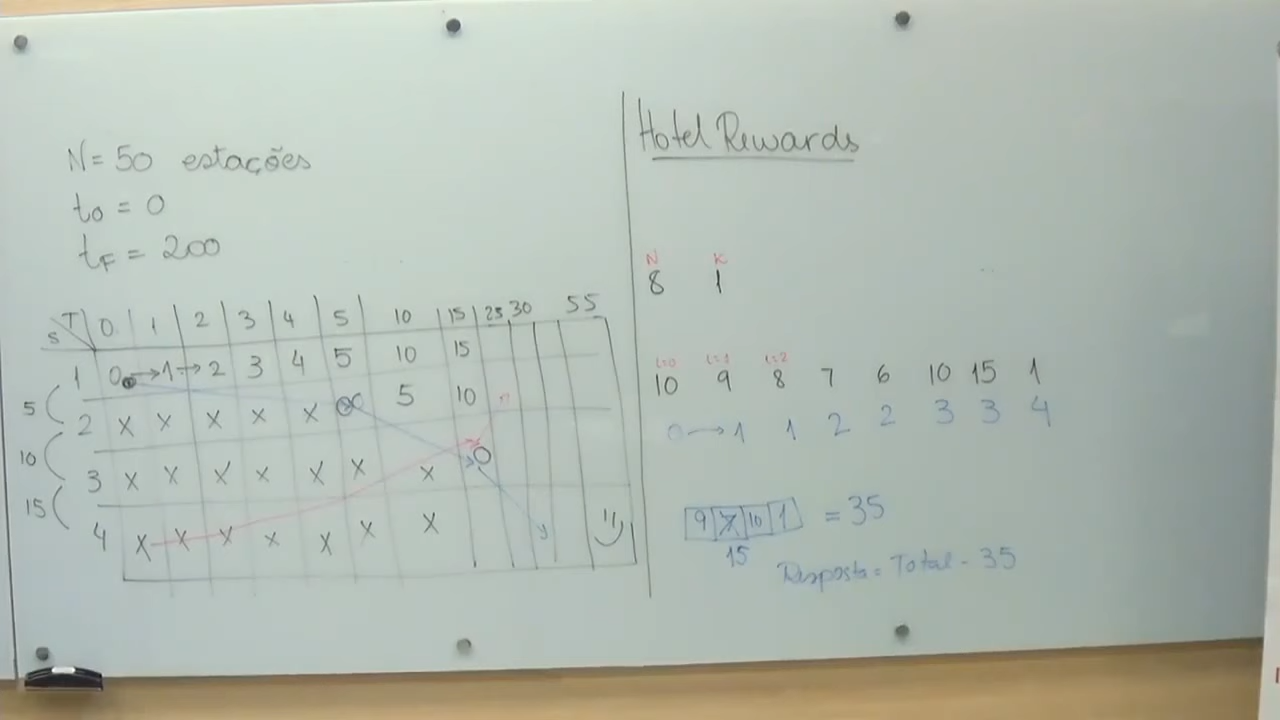 N = 50 estações
t0 = 0
tF = 200
S T 0 1 2 3 4 5 10 15 25 30 55
1 0 → 1 → 2 3 4 5 10 15
5 2 x x x x x 5 10
10 3 x x x x x x x 0
15 4 x x x x x x x
Hotel Rewards
N K
8 1
i=0 i=1 i=2
10 9 8 7 6 10 15 1
0 → 1 1 2 2 3 3 4
9 7 10 1 = 35
15
Resposta = Total - 35